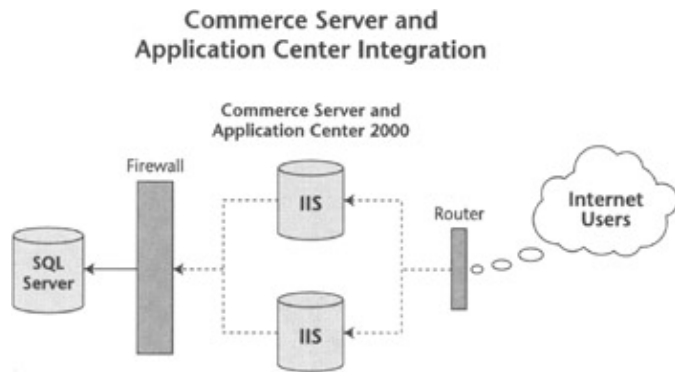 Commerce Server and
Application Center Integration
Commerce Server and
Application Center 2000
Firewall
IIS
Router
Internet
Users
SQL
Server
IIS